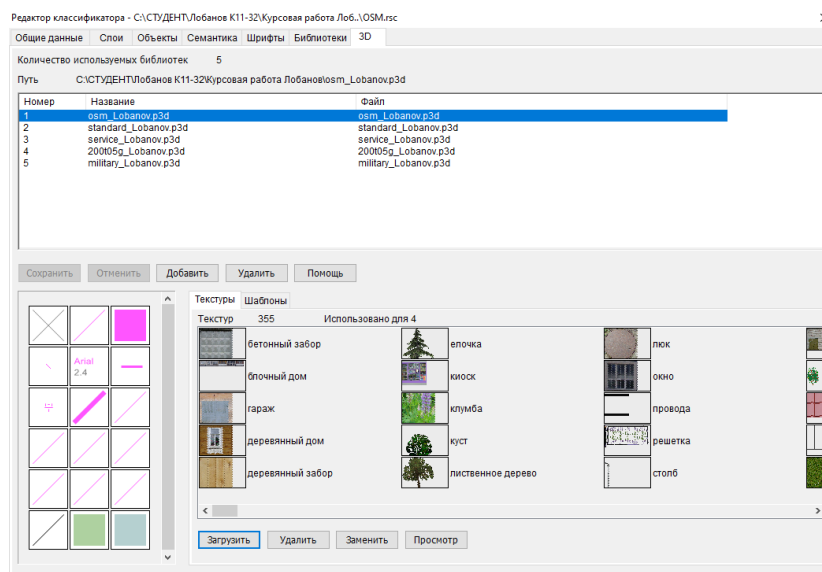 Редактор классификатора - C:\СТУДЕНТ\Лобанов К11-32\Курсовая работа Лоб..\OSM.rsc
Общие данные Слои Объекты Семантика Шрифты Библиотеки 3D
Количество используемых библиотек 5
Путь C:\СТУДЕНТ\Лобанов К11-32\Курсовая работа Лобанов\osm_Lobanov.p3d
Номер Название Файл
1 osm_Lobanov.p3d osm_Lobanov.p3d
2 standard_Lobanov.p3d standard_Lobanov.p3d
3 service_Lobanov.p3d service_Lobanov.p3d
4 200t05g_Lobanov.p3d 200t05g_Lobanov.p3d
5 military_Lobanov.p3d military_Lobanov.p3d
Сохранить Отменить Добавить Удалить Помощь
Текстуры Шаблоны
Текстур 355 Использовано для 4
бетонный забор елочка люк
блочный дом киоск окно
Arial
2.4
гараж клумба провода
деревянный дом куст решетка
деревянный забор лиственное дерево столб
Загрузить Удалить Заменить Просмотр